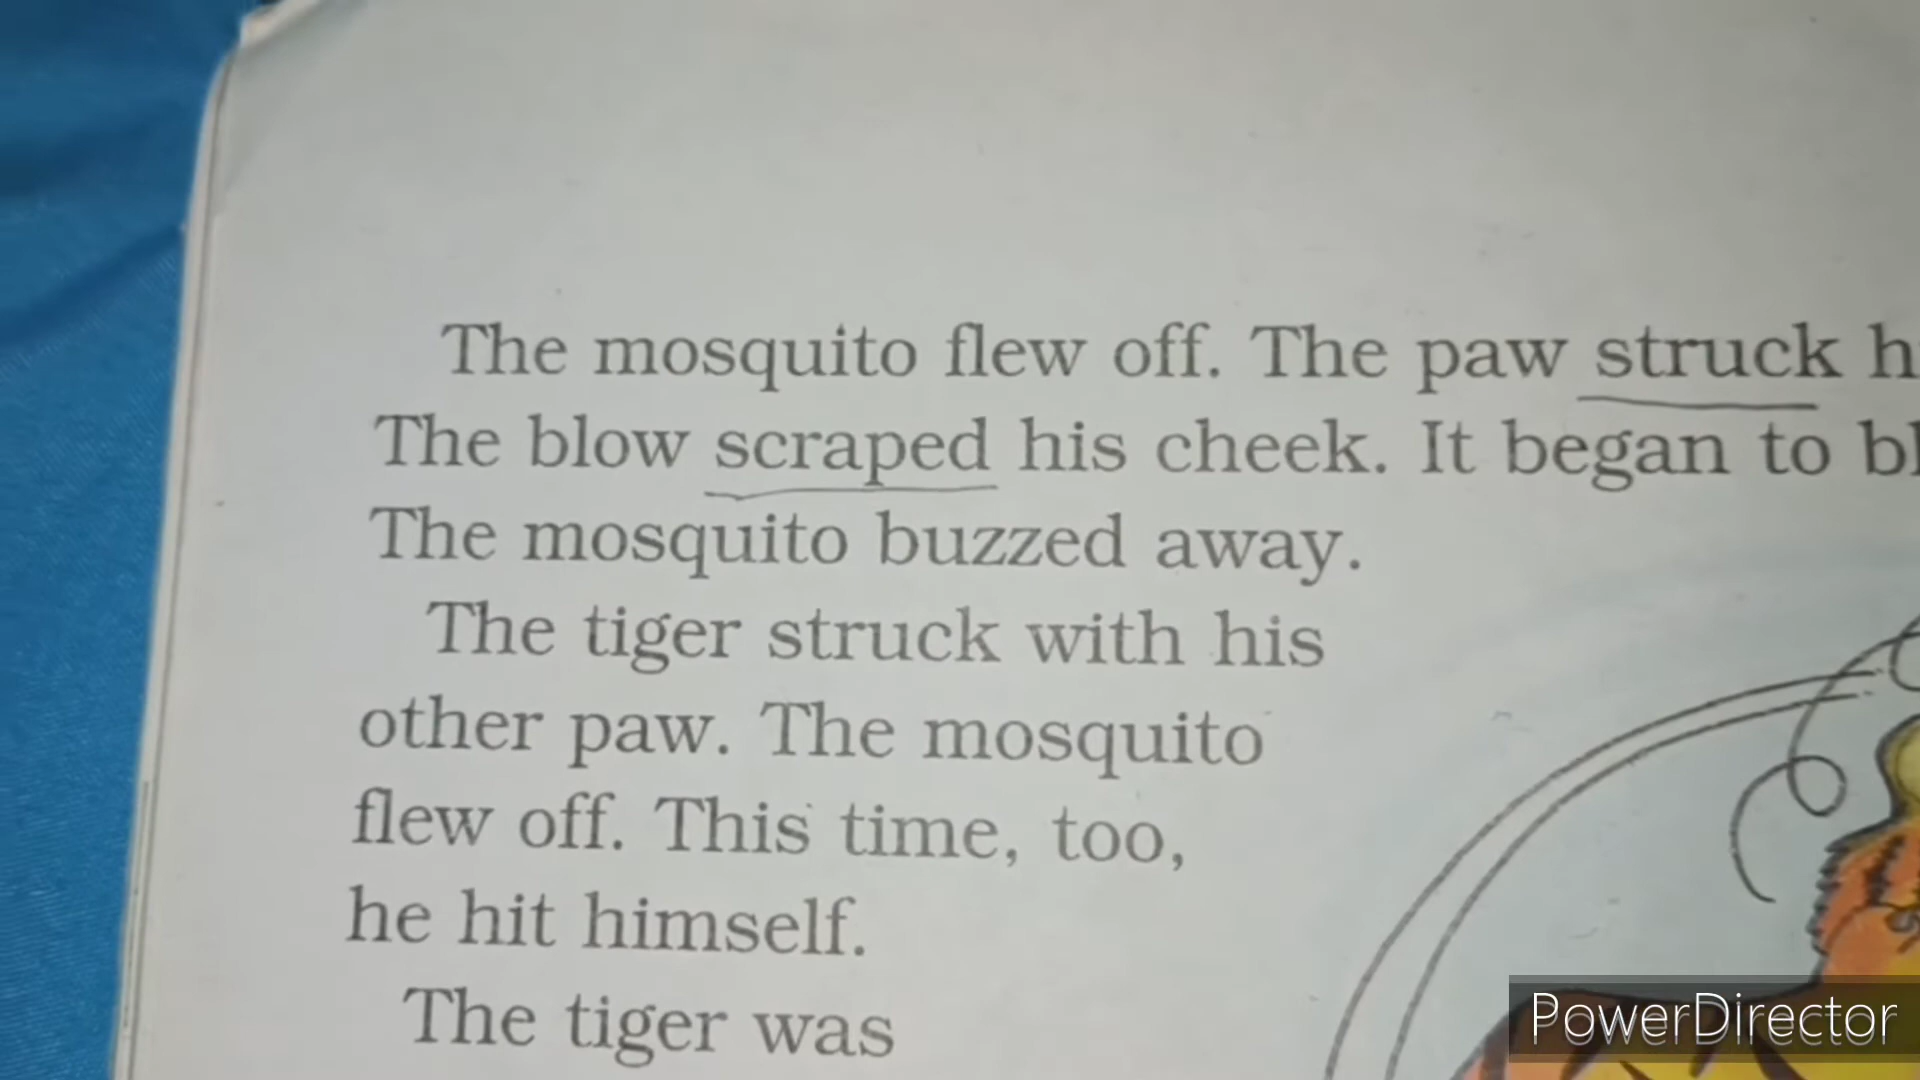 The mosquito flew off. The paw struck
The blow scraped his cheek. It began to
The mosquito buzzed away.
The tiger struck with his
other paw. The mosquito
flew off. This time, too,
he hit himself.
The tiger was
PowerDirector